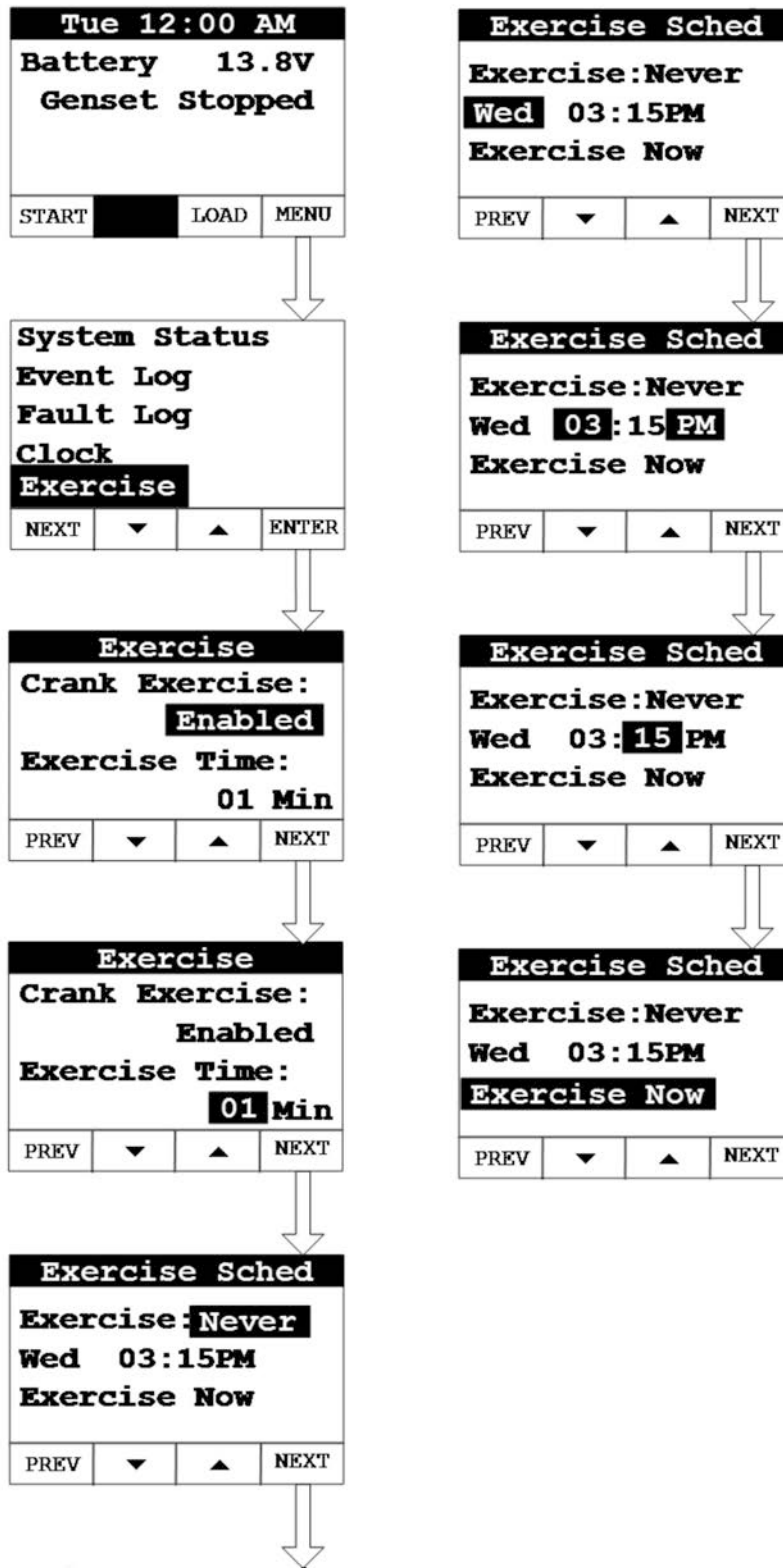 Tue 12:00 AM
Battery 13.8V
Genset Stopped
START LOAD MENU
System Status
Event Log
Fault Log
Clock
Exercise
NEXT ▼ ▲ ENTER
Exercise
Crank Exercise:
Enabled
Exercise Time:
01 Min
PREV ▼ ▲ NEXT
Exercise
Crank Exercise:
Enabled
Exercise Time:
01 Min
PREV ▼ ▲ NEXT
Exercise Sched
Exercise:Never
Wed 03:15PM
Exercise Now
PREV ▼ ▲ NEXT
Exercise Sched
Exercise:Never
Wed 03:15PM
Exercise Now
PREV ▼ ▲ NEXT
Exercise Sched
Exercise:Never
Wed 03:15 PM
Exercise Now
PREV ▼ ▲ NEXT
Exercise Sched
Exercise:Never
Wed 03:15 PM
Exercise Now
PREV ▼ ▲ NEXT
Exercise Sched
Exercise:Never
Wed 03:15PM
Exercise Now
PREV ▼ ▲ NEXT